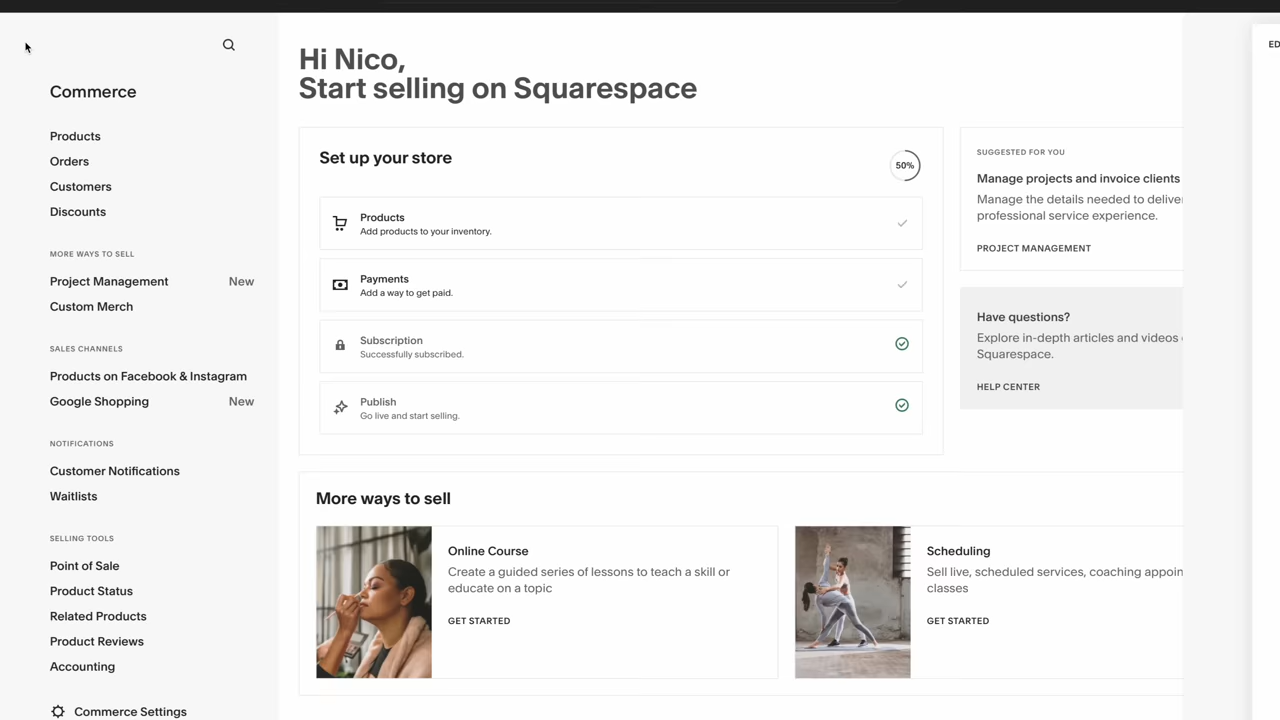 Commerce
Products
Orders
Customers
Discounts
MORE WAYS TO SELL
Project Management New
Custom Merch
SALES CHANNELS
Products on Facebook & Instagram
Google Shopping New
NOTIFICATIONS
Customer Notifications
Waitlists
SELLING TOOLS
Point of Sale
Product Status
Related Products
Product Reviews
Accounting
Commerce Settings
Hi Nico,
Start selling on Squarespace
Set up your store
50%
Products
Add products to your inventory.
Payments
Add a way to get paid.
Subscription
Successfully subscribed.
Publish
Go live and start selling.
SUGGESTED FOR YOU
Manage projects and invoice clients
Manage the details needed to deliver
professional service experience.
PROJECT MANAGEMENT
Have questions?
Explore in-depth articles and videos
Squarespace.
HELP CENTER
More ways to sell
Online Course
Create a guided series of lessons to teach a skill or
educate on a topic
GET STARTED
Scheduling
Sell live, scheduled services, coaching appoin
classes
GET STARTED
ED